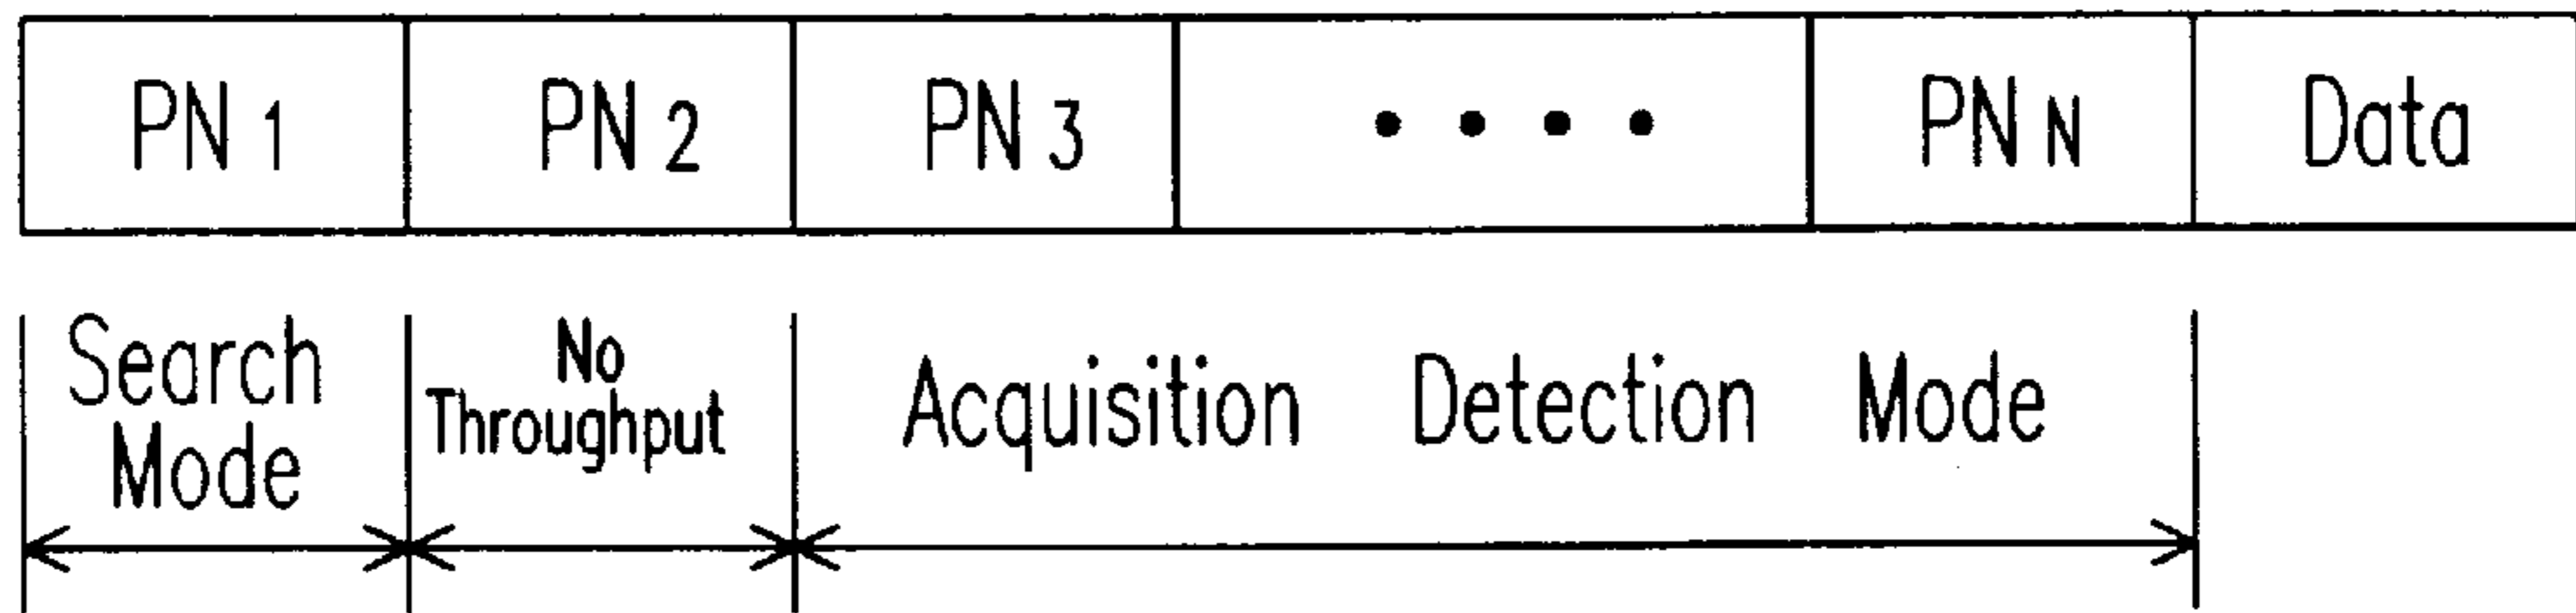 PN 1 PN 2 PN 3 • • • • PN N Data
Search Mode
No Throughput
Acquisition Detection Mode